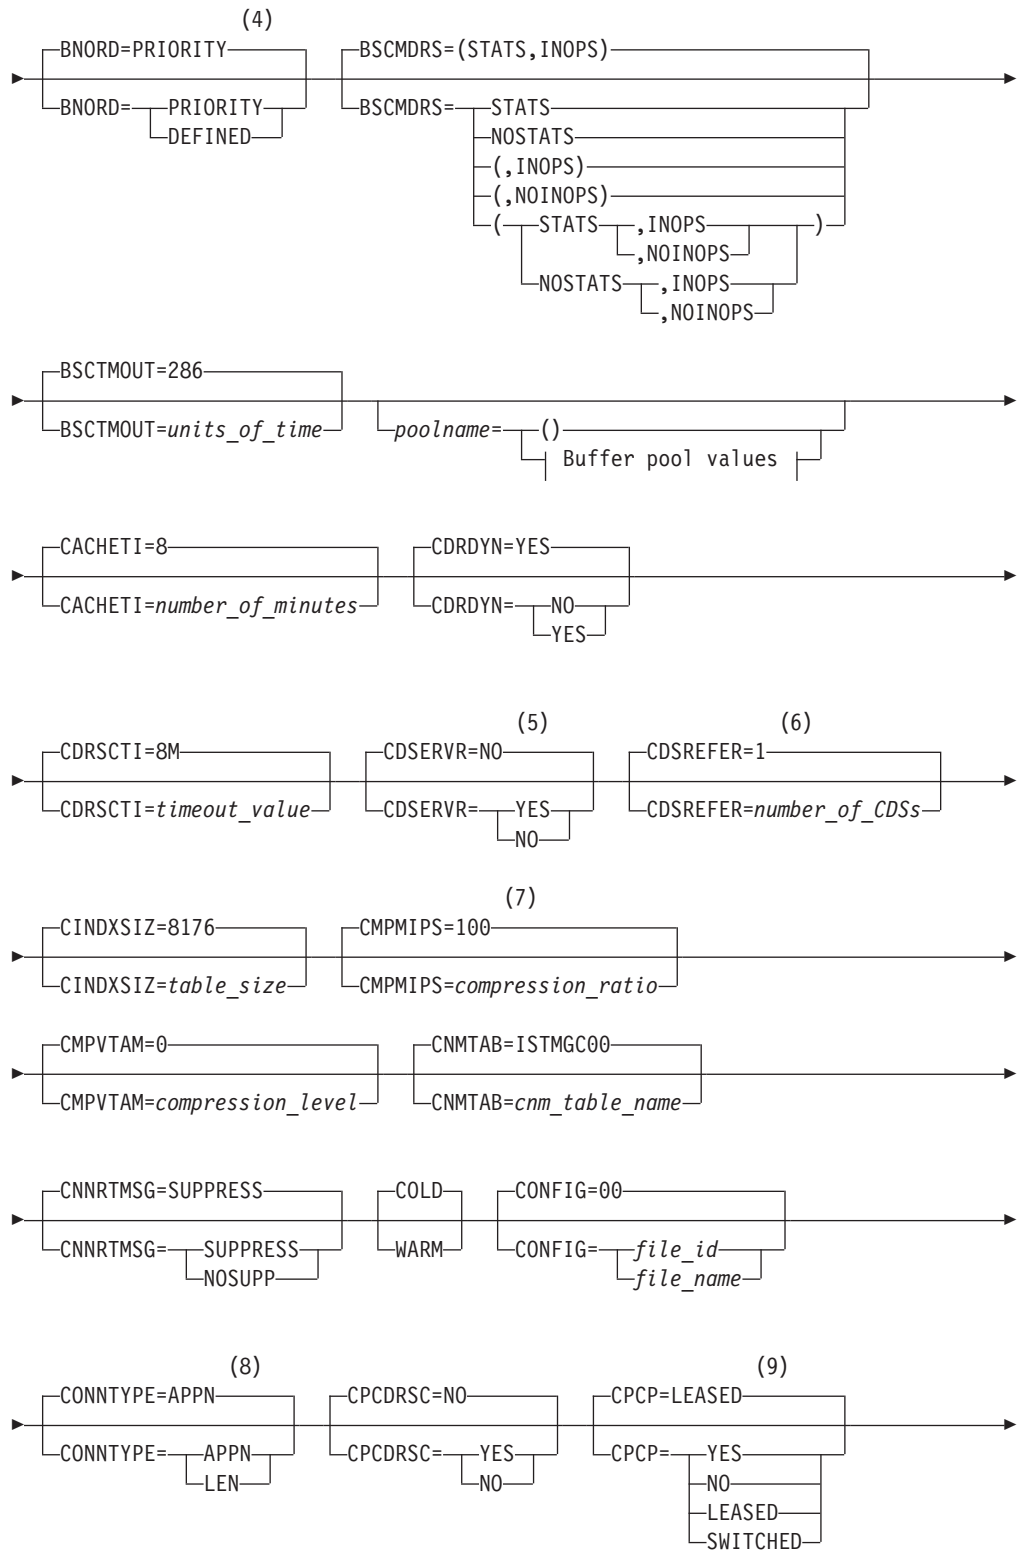 (4)
BNORD=PRIORITY BSCMDRS=(STATS,INOPS)
BNORD= PRIORITY BSCMDRS= STATS
DEFINED NOSTATS
(,INOPS)
(,NOINOPS)
( STATS ,INOPS )
,NOINOPS
NOSTATS ,INOPS
,NOINOPS
BSCTMOUT=286
BSCTMOUT=units_of_time poolname= ()
Buffer pool values
CACHETI=8 CDRDYN=YES
CACHETI=number_of_minutes CDRDYN= NO
YES
(5) (6)
CDRSCTI=8M CDSERVR=NO CDSREFER=1
CDRSCTI=timeout_value CDSERVR= YES CDSREFER=number_of_CDSs
NO
(7)
CINDXSIZ=8176 CMPMIPS=100
CINDXSIZ=table_size CMPMIPS=compression_ratio
CMPVTAM=0 CNMTAB=ISTMGC00
CMPVTAM=compression_level CNMTAB=cnm_table_name
CNNRTMSG=SUPPRESS COLD CONFIG=00
CNNRTMSG= SUPPRESS WARM CONFIG= file_id
NOSUPP file_name
(8) (9)
CONNTYPE=APPN CPCDRSC=NO CPCP=LEASED
CONNTYPE= APPN CPCDRSC= YES CPCP= YES
LEN NO NO
LEASED
SWITCHED